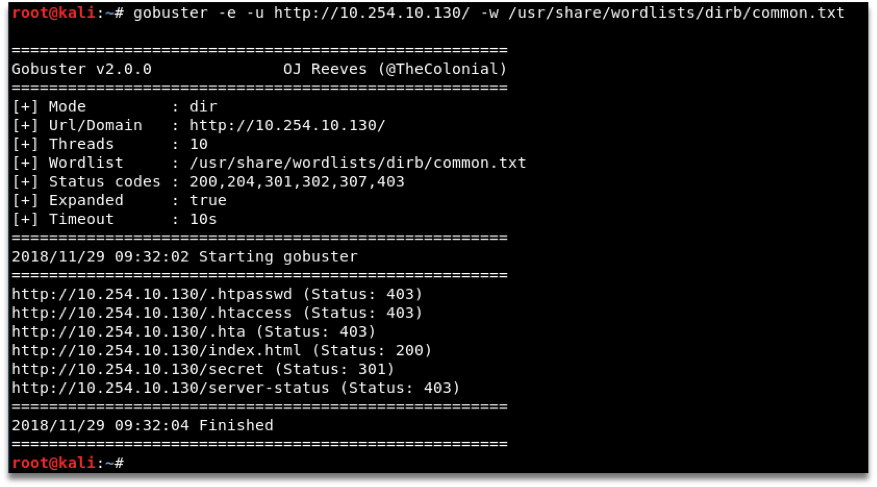 root@kali:~# gobuster -e -u http://10.254.10.130/ -w /usr/share/wordlists/dirb/common.txt
=====================================================
Gobuster v2.0.0              OJ Reeves (@TheColonial)
=====================================================
[+] Mode         : dir
[+] Url/Domain   : http://10.254.10.130/
[+] Threads      : 10
[+] Wordlist     : /usr/share/wordlists/dirb/common.txt
[+] Status codes : 200,204,301,302,307,403
[+] Expanded     : true
[+] Timeout      : 10s
=====================================================
2018/11/29 09:32:02 Starting gobuster
=====================================================
http://10.254.10.130/.htpasswd (Status: 403)
http://10.254.10.130/.htaccess (Status: 403)
http://10.254.10.130/.hta (Status: 403)
http://10.254.10.130/index.html (Status: 200)
http://10.254.10.130/secret (Status: 301)
http://10.254.10.130/server-status (Status: 403)
=====================================================
2018/11/29 09:32:04 Finished
=====================================================
root@kali:~#